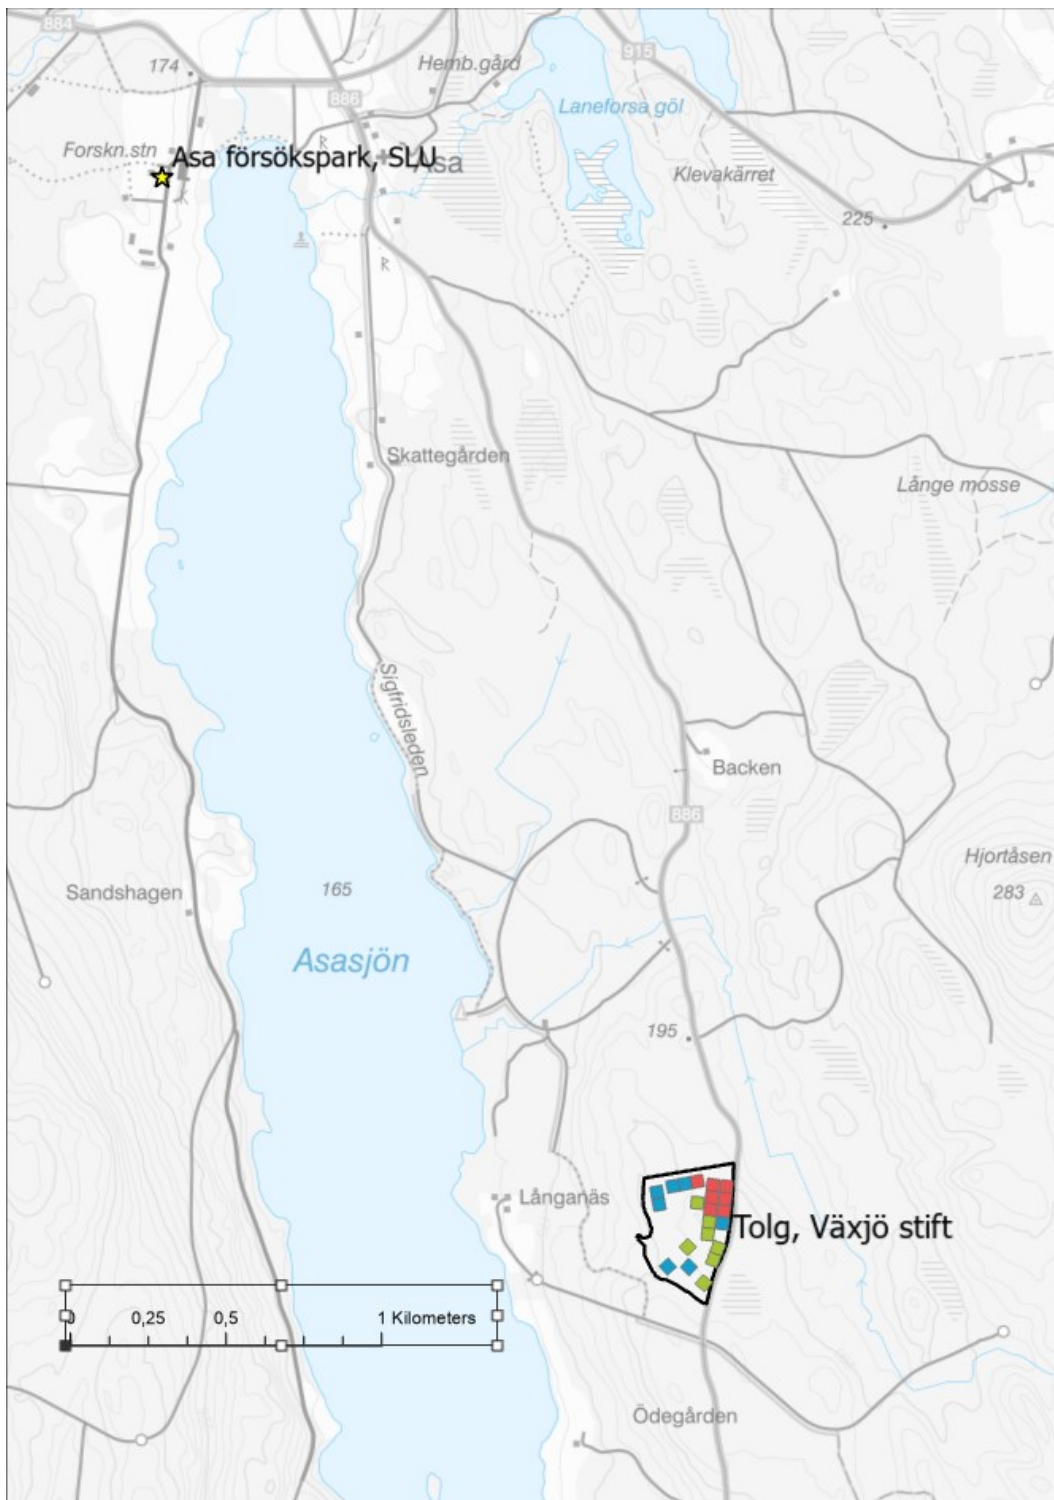 884
915
174
Hemb.gård
886
Laneforsa göl
Forskn.stn
Asa försökspark, SLU
Asa
Klevakärret
225
Skattegården
Långe mosse
Sigfridsleden
Backen
886
Hjortåsen
283
Sandshagen
165
Asasjön
195
Långanäs
Tolg, Växjö stift
0
0,25
0,5
1 Kilometers
Ödegården